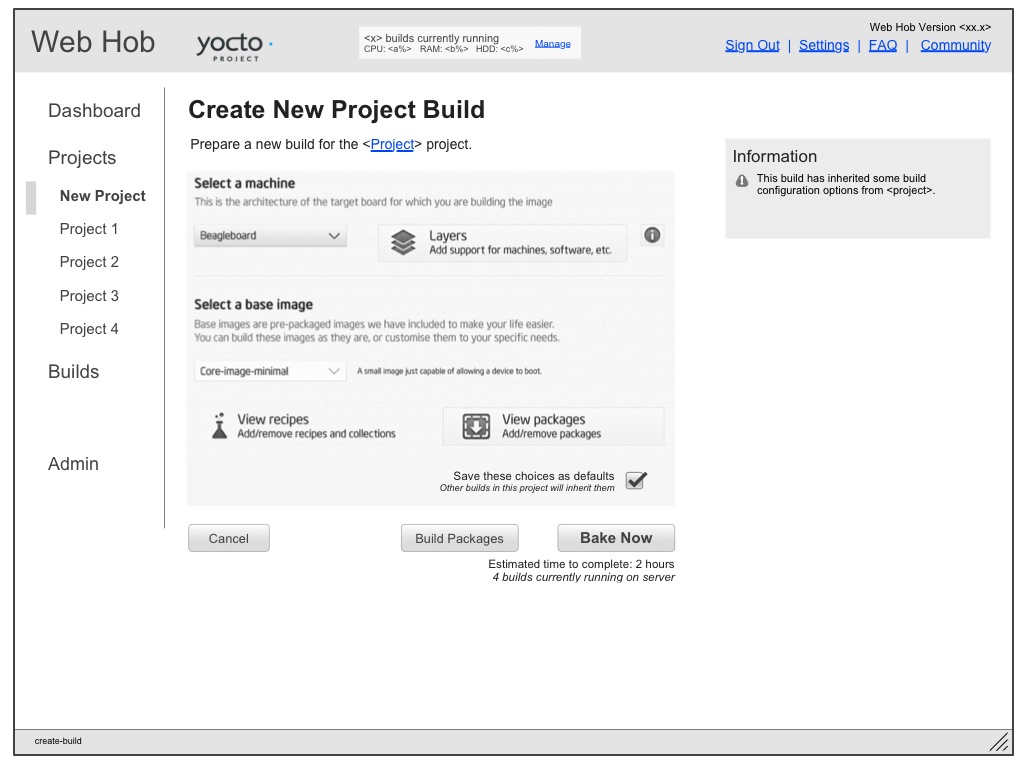 Web Hob
yocto
PROJECT
<x> builds currently running
CPU: <a%> RAM: <b%> HDD: <c%>
Manage
Web Hob Version <xx.x>
Sign Out | Settings | FAQ | Community
Dashboard
Projects
New Project
Project 1
Project 2
Project 3
Project 4
Builds
Admin
Create New Project Build
Prepare a new build for the <Project> project.
Select a machine
This is the architecture of the target board for which you are building the image
Beagleboard
Layers
Add support for machines, software, etc.
Select a base image
Base images are pre-packaged images we have included to make your life easier.
You can build these images as they are, or customise them to your specific needs.
Core-image-minimal
A small image just capable of allowing a device to boot.
View recipes
Add/remove recipes and collections
View packages
Add/remove packages
Save these choices as defaults
Other builds in this project will inherit them
Cancel
Build Packages
Bake Now
Estimated time to complete: 2 hours
4 builds currently running on server
Information
This build has inherited some build
configuration options from <project>.
create-build